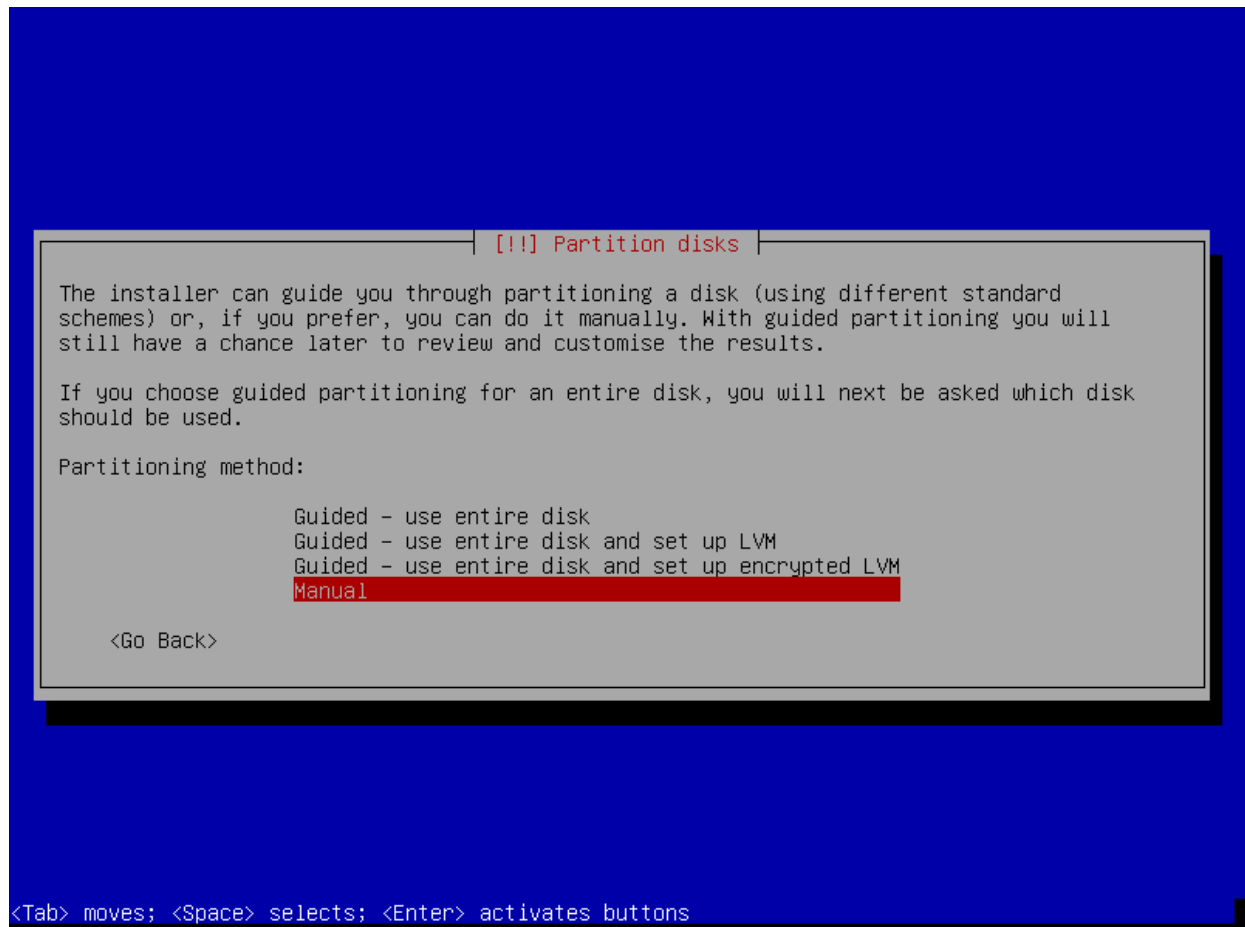 [!!] Partition disks
The installer can guide you through partitioning a disk (using different standard
schemes) or, if you prefer, you can do it manually. With guided partitioning you will
still have a chance later to review and customise the results.
If you choose guided partitioning for an entire disk, you will next be asked which disk
should be used.
Partitioning method:
Guided – use entire disk
Guided – use entire disk and set up LVM
Guided – use entire disk and set up encrypted LVM
Manual
<Go Back>
<Tab> moves; <Space> selects; <Enter> activates buttons